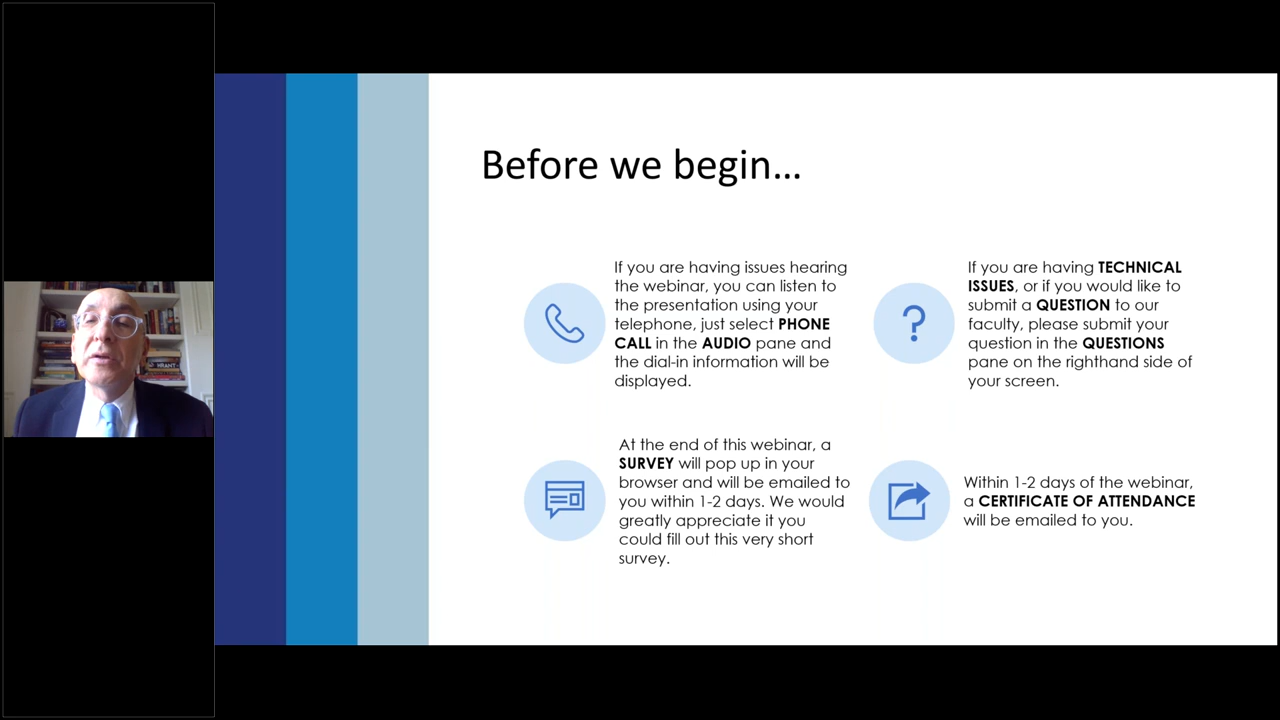 Before we begin...
If you are having issues hearing
the webinar, you can listen to
the presentation using your
telephone, just select PHONE
CALL in the AUDIO pane and
the dial-in information will be
displayed.
If you are having TECHNICAL
ISSUES, or if you would like to
submit a QUESTION to our
faculty, please submit your
question in the QUESTIONS
pane on the righthand side of
your screen.
At the end of this webinar, a
SURVEY will pop up in your
browser and will be emailed to
you within 1-2 days. We would
greatly appreciate it you
could fill out this very short
survey.
Within 1-2 days of the webinar,
a CERTIFICATE OF ATTENDANCE
will be emailed to you.